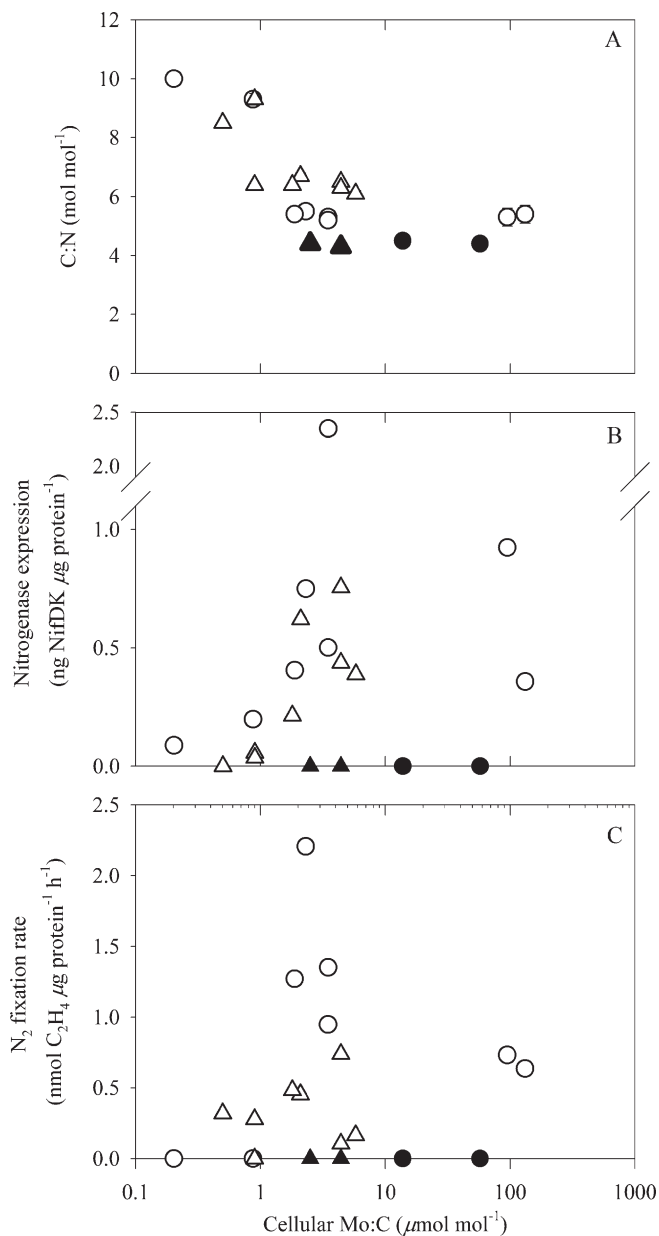 12
A
10
8
6
4
2
0
C:N (mol mol⁻¹)
2.5
B
2.0
1.0
0.5
0.0
Nitrogenase expression
(ng NifDK µg protein⁻¹)
2.5
C
2.0
1.5
1.0
0.5
0.0
N₂ fixation rate
(nmol C₂H₄ µg protein⁻¹ h⁻¹)
0.1 1 10 100 1000
Cellular Mo:C (µmol mol⁻¹)